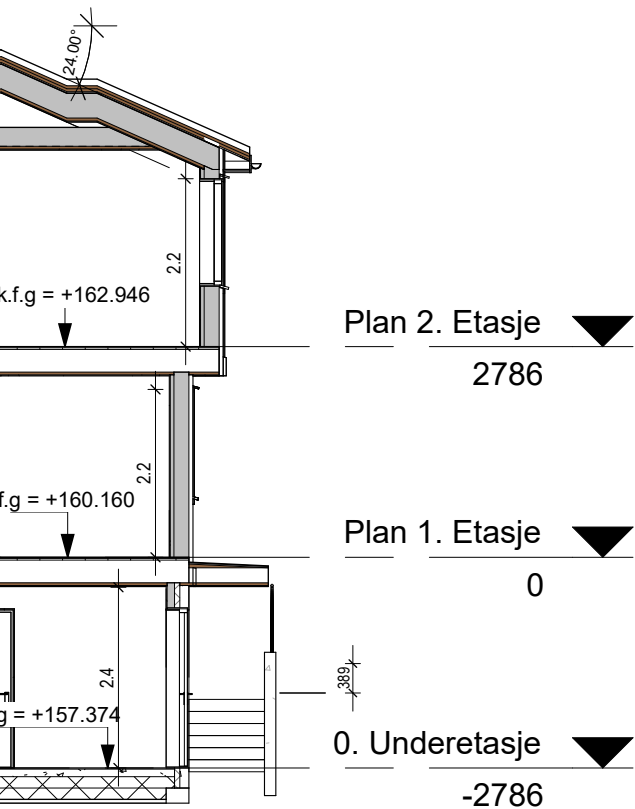 24.00°
2.2
k.f.g = +162.946
Plan 2. Etasje
2786
2.2
f.g = +160.160
Plan 1. Etasje
0
2.4
389
g = +157.374
0. Underetasje
-2786